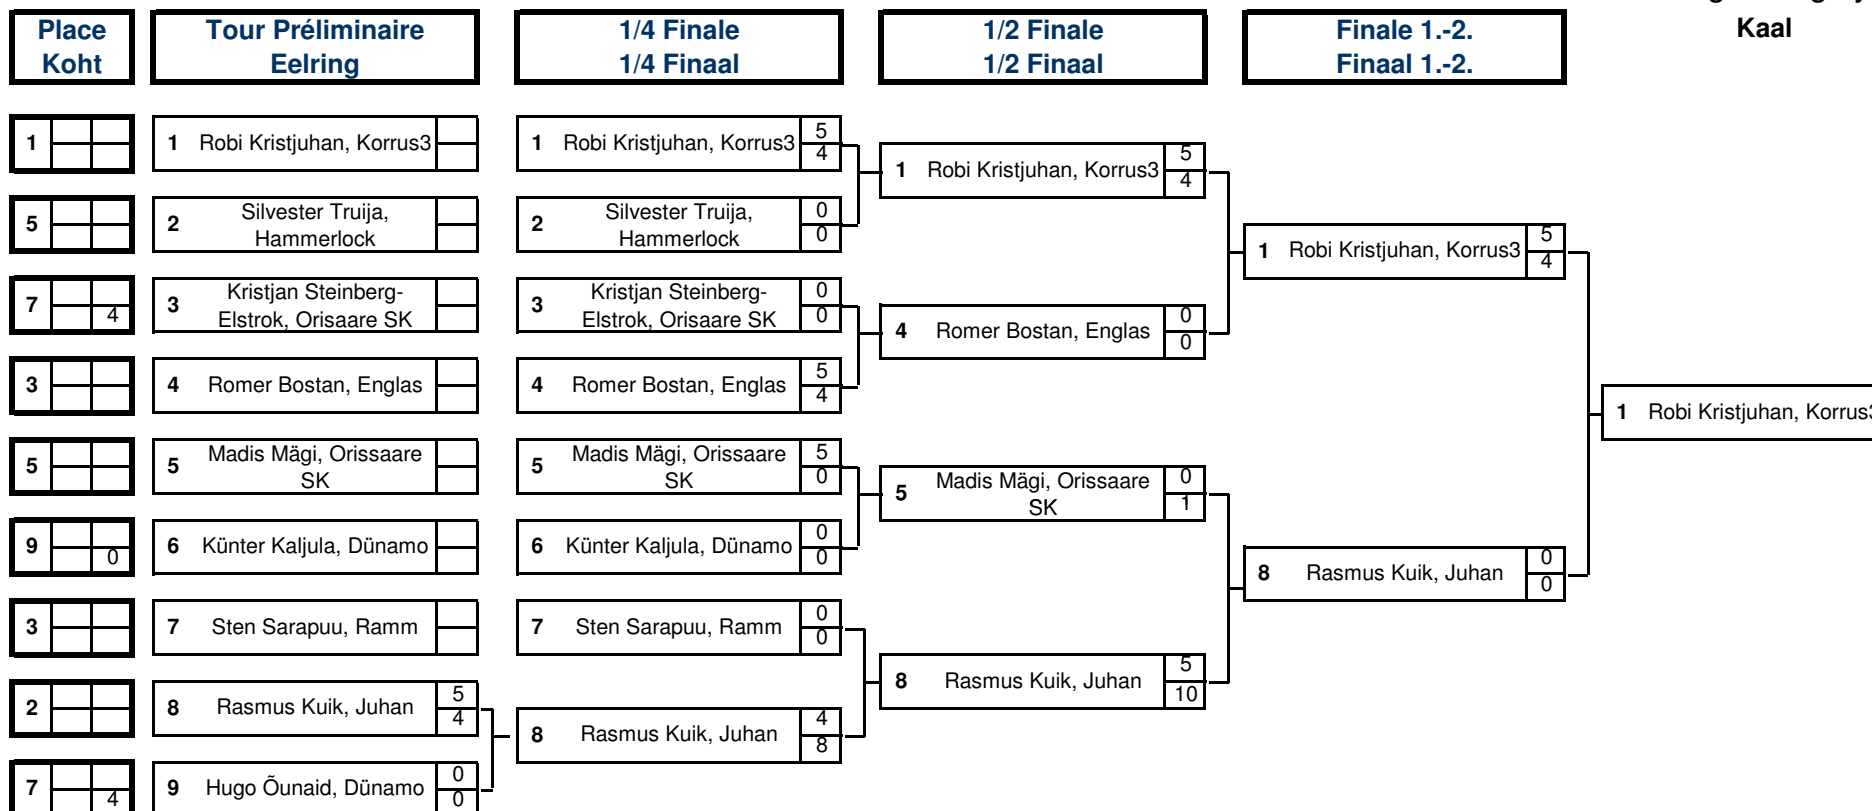 Kaal
Place
Koht
Tour Préliminaire
Eelring
1/4 Finale
1/4 Finaal
1/2 Finale
1/2 Finaal
Finale 1.-2.
Finaal 1.-2.
1
1 Robi Kristjuhan, Korrus3
1 Robi Kristjuhan, Korrus3 5
4
1 Robi Kristjuhan, Korrus3 5
4
5
2 Silvester Truija,
Hammerlock
2 Silvester Truija, 0
Hammerlock 0
1 Robi Kristjuhan, Korrus3 5
4
7 4
3 Kristjan Steinberg-
Elstrok, Orisaare SK
3 Kristjan Steinberg- 0
Elstrok, Orisaare SK 0
4 Romer Bostan, Englas 0
0
3
4 Romer Bostan, Englas
4 Romer Bostan, Englas 5
4
1 Robi Kristjuhan, Korrus3
5
5 Madis Mägi, Orissaare
SK
5 Madis Mägi, Orissaare 5
SK 0
5 Madis Mägi, Orissaare 0
SK 1
9 0
6 Künter Kaljula, Dünamo
6 Künter Kaljula, Dünamo 0
0
8 Rasmus Kuik, Juhan 0
0
3
7 Sten Sarapuu, Ramm
7 Sten Sarapuu, Ramm 0
0
8 Rasmus Kuik, Juhan 5
10
2
8 Rasmus Kuik, Juhan 5
4
8 Rasmus Kuik, Juhan 4
8
7 4
9 Hugo Õunaid, Dünamo 0
0